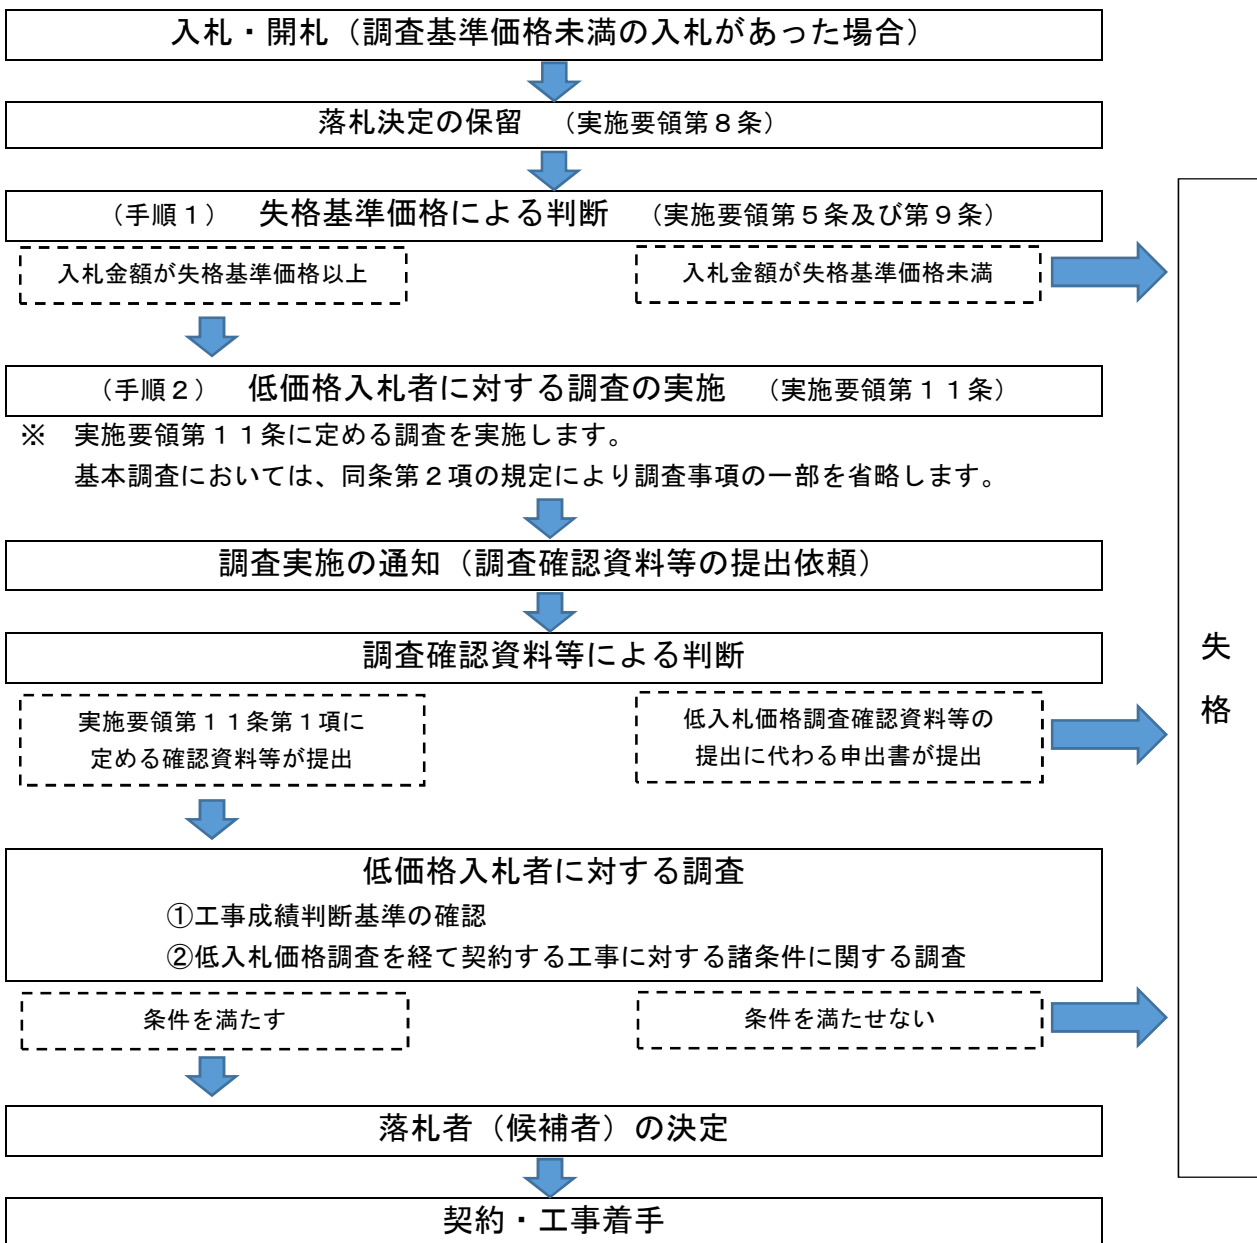 入札・開札（調査基準価格未満の入札があった場合）
落札決定の保留　（実施要領第８条）
（手順１）　失格基準価格による判断　（実施要領第５条及び第９条）
入札金額が失格基準価格以上
入札金額が失格基準価格未満
（手順２）　低価格入札者に対する調査の実施　（実施要領第１１条）
※　実施要領第１１条に定める調査を実施します。
基本調査においては、同条第２項の規定により調査事項の一部を省略します。
調査実施の通知（調査確認資料等の提出依頼）
調査確認資料等による判断
実施要領第１１条第１項に
定める確認資料等が提出
低入札価格調査確認資料等の
提出に代わる申出書が提出
低価格入札者に対する調査
①工事成績判断基準の確認
②低入札価格調査を経て契約する工事に対する諸条件に関する調査
条件を満たす
条件を満たせない
落札者（候補者）の決定
契約・工事着手
失
格